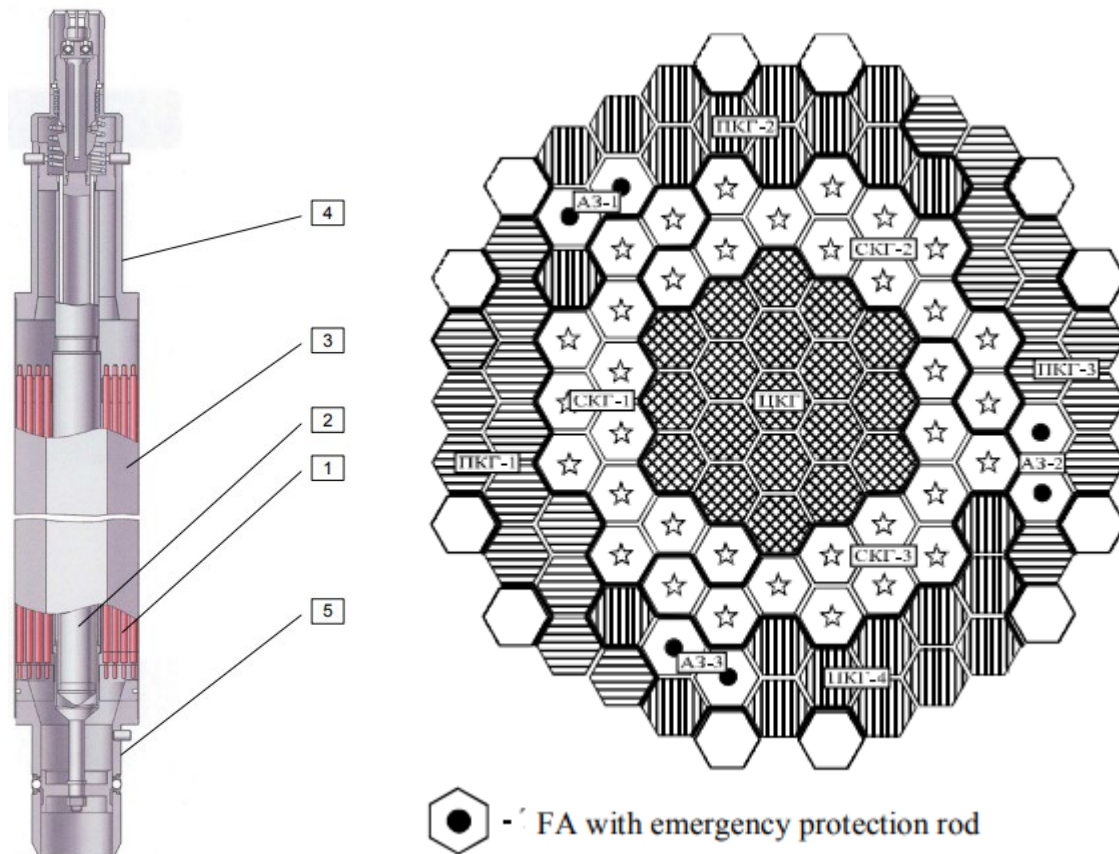 4
3
2
1
5
ПКГ-2
АЗ-1
СКГ-2
ПКГ-3
СКГ-1
ЦКГ
ПКГ-1
АЗ-2
СКГ-3
АЗ-3
ПКГ-4
- FA with emergency protection rod